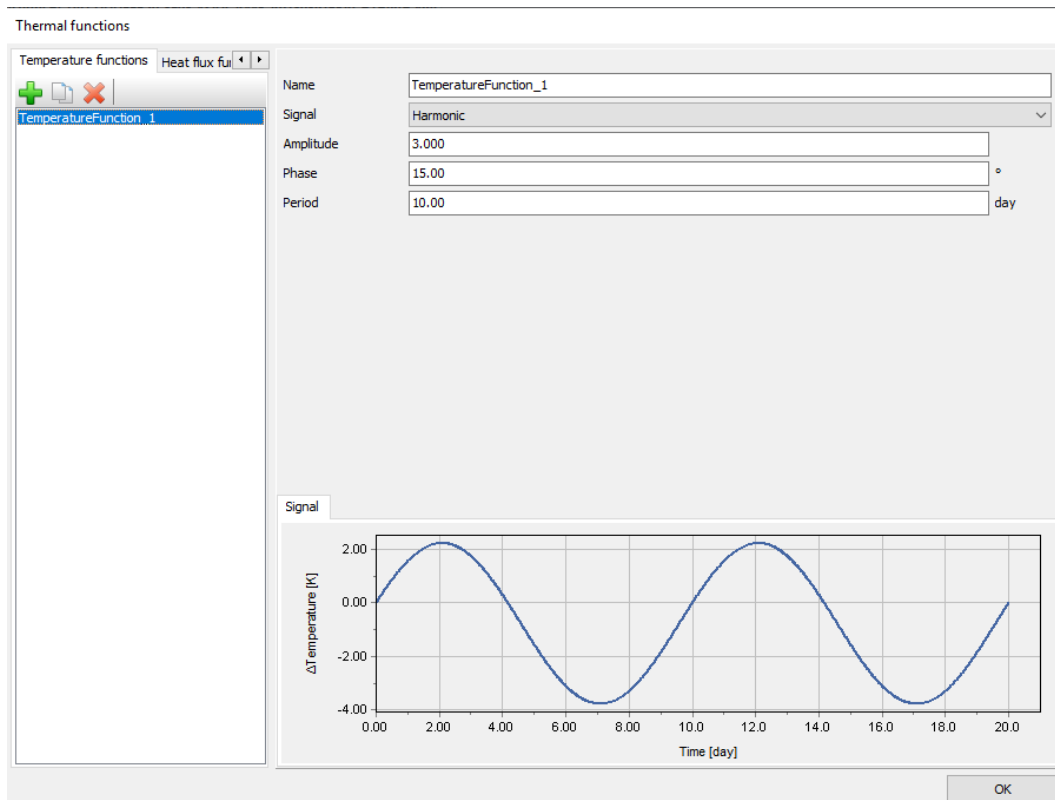 Thermal functions
Temperature functions
Heat flux fu
TemperatureFunction_1
Name
TemperatureFunction_1
Signal
Harmonic
Amplitude
3.000
Phase
15.00
°
Period
10.00
day
Signal
2.00
0.00
-2.00
-4.00
ΔTemperature [K]
0.00 2.00 4.00 6.00 8.00 10.0 12.0 14.0 16.0 18.0 20.0
Time [day]
OK